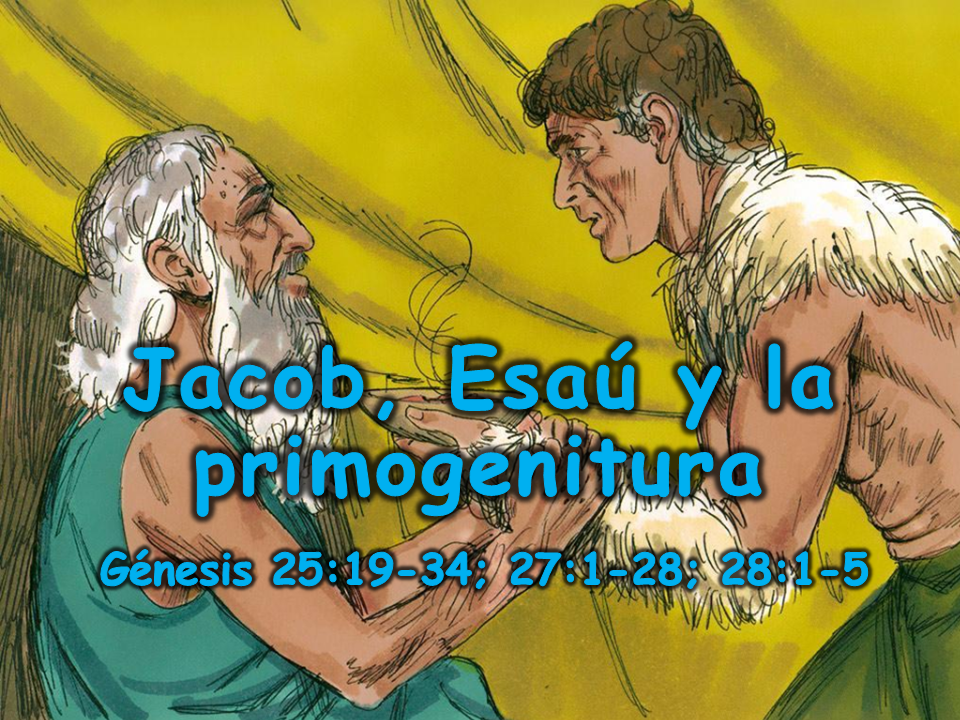 Jacob, Esaú y la
primogenitura
Génesis 25:19-34; 27:1-28; 28:1-5